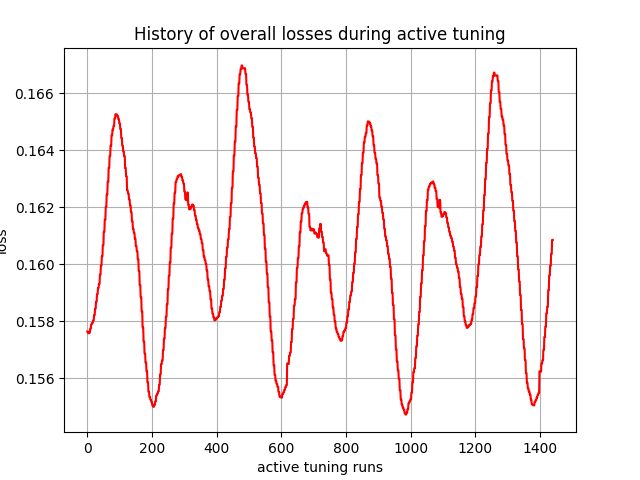 History of overall losses during active tuning
loss
0.166
0.164
0.162
0.160
0.158
0.156
0 200 400 600 800 1000 1200 1400
active tuning runs